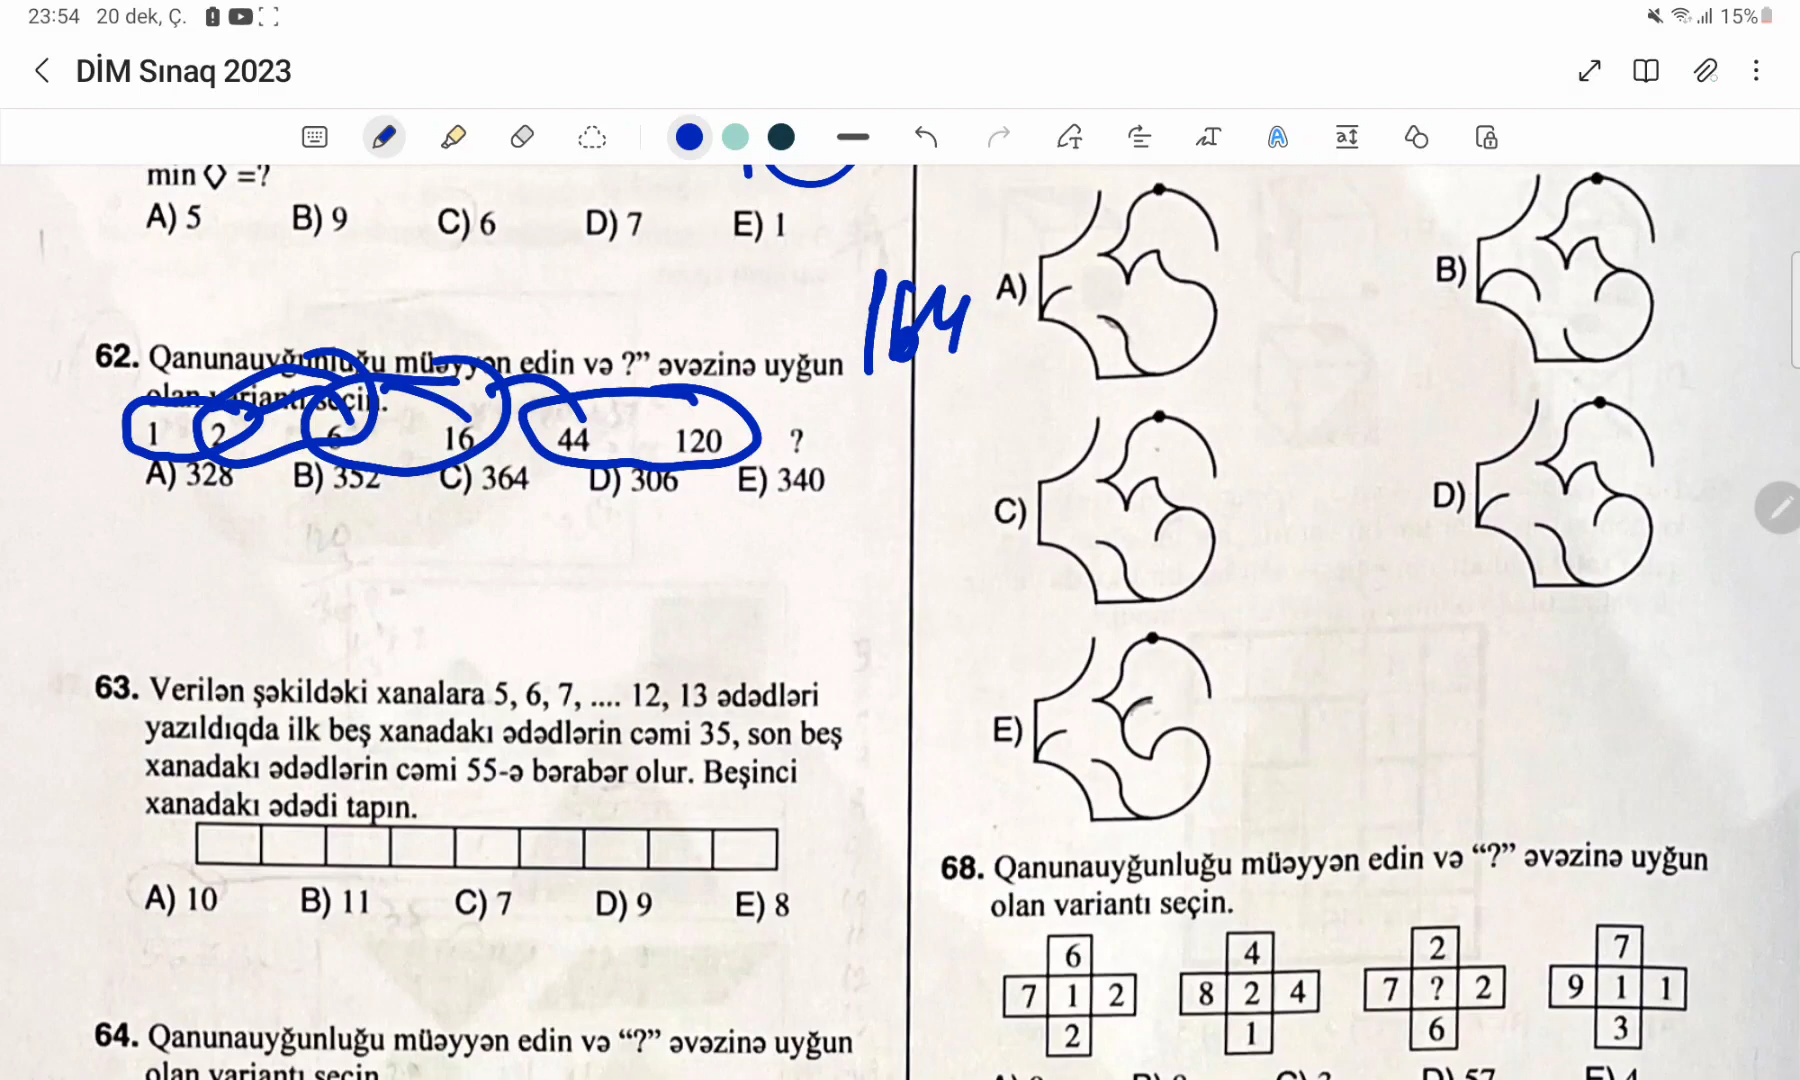 23:54 20 dek, Ç.
15%
DİM Sınaq 2023
min =?
A) 5 B) 9 C) 6 D) 7 E) 1
62. Qanunauyğunluğu müəyyən edin və ?” əvəzinə uyğun
olan variantı seçin.
1 2 6 16 44 120 ?
A) 328 B) 352 C) 364 D) 306 E) 340
164
63. Verilən şəkildəki xanalara 5, 6, 7, .... 12, 13 ədədləri
yazıldıqda ilk beş xanadakı ədədlərin cəmi 35, son beş
xanadakı ədədlərin cəmi 55-ə bərabər olur. Beşinci
xanadakı ədədi tapın.
A) 10 B) 11 C) 7 D) 9 E) 8
64. Qanunauyğunluğu müəyyən edin və “?” əvəzinə uyğun
olan variantı seçin
A) B)
C) D)
E)
68. Qanunauyğunluğu müəyyən edin və “?” əvəzinə uyğun
olan variantı seçin.
6 4 2 7
7 1 2 8 2 4 7 ? 2 9 1 1
2 1 6 3
D) 57 E) 4